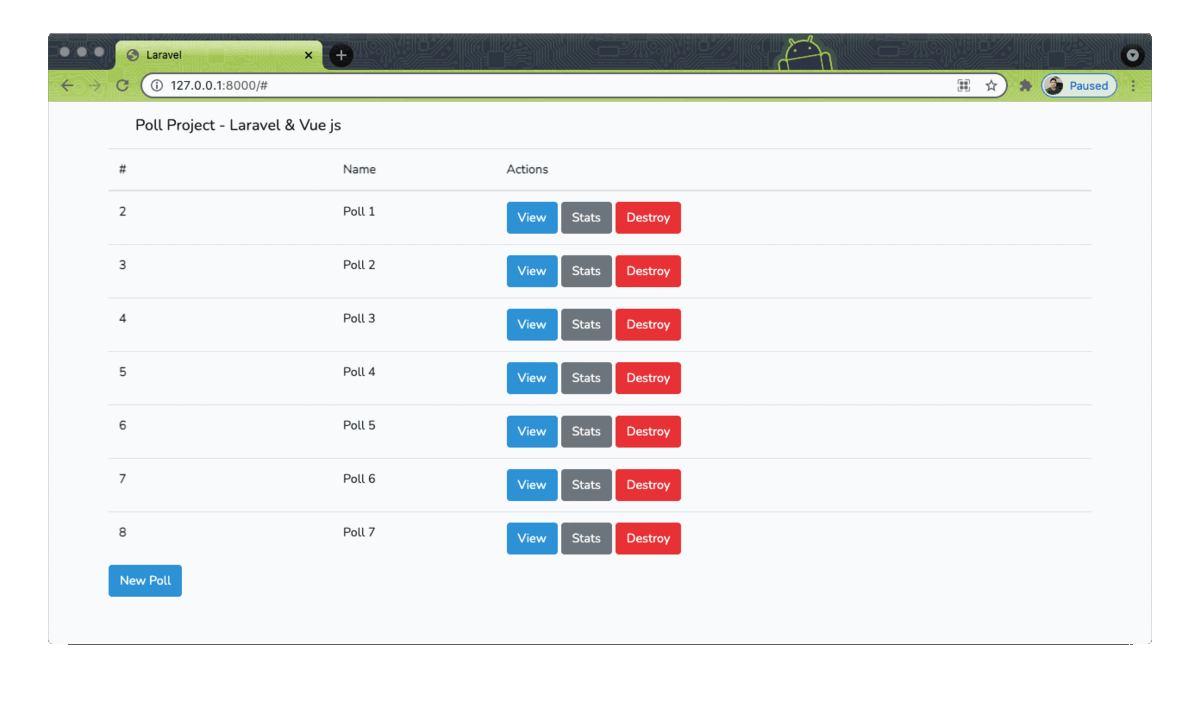 Laravel
127.0.0.1:8000/#
Paused
Poll Project - Laravel & Vue js
# Name Actions
2 Poll 1 View Stats Destroy
3 Poll 2 View Stats Destroy
4 Poll 3 View Stats Destroy
5 Poll 4 View Stats Destroy
6 Poll 5 View Stats Destroy
7 Poll 6 View Stats Destroy
8 Poll 7 View Stats Destroy
New Poll